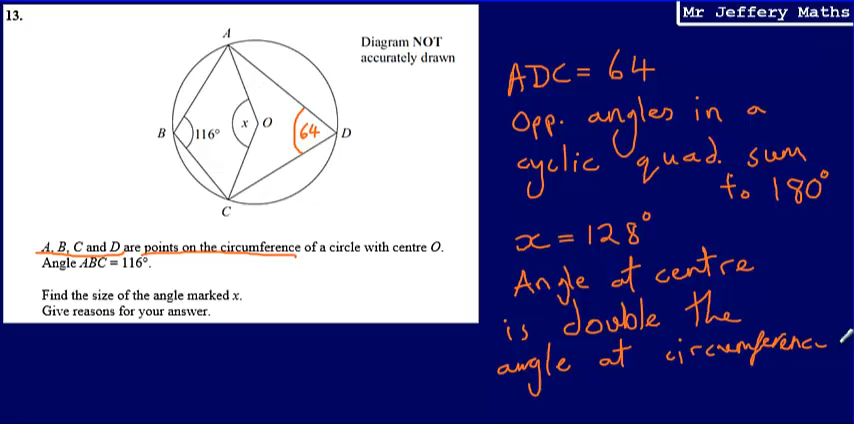 13.
Mr Jeffery Maths
Diagram NOT
accurately drawn
A
B
116°
x
O
64
D
C
A, B, C and D are points on the circumference of a circle with centre O.
Angle ABC = 116°.
Find the size of the angle marked x.
Give reasons for your answer.
ADC = 64
Opp. angles in a
cyclic quad. sum
to 180°
x = 128°
Angle at centre
is double the
angle at circumference